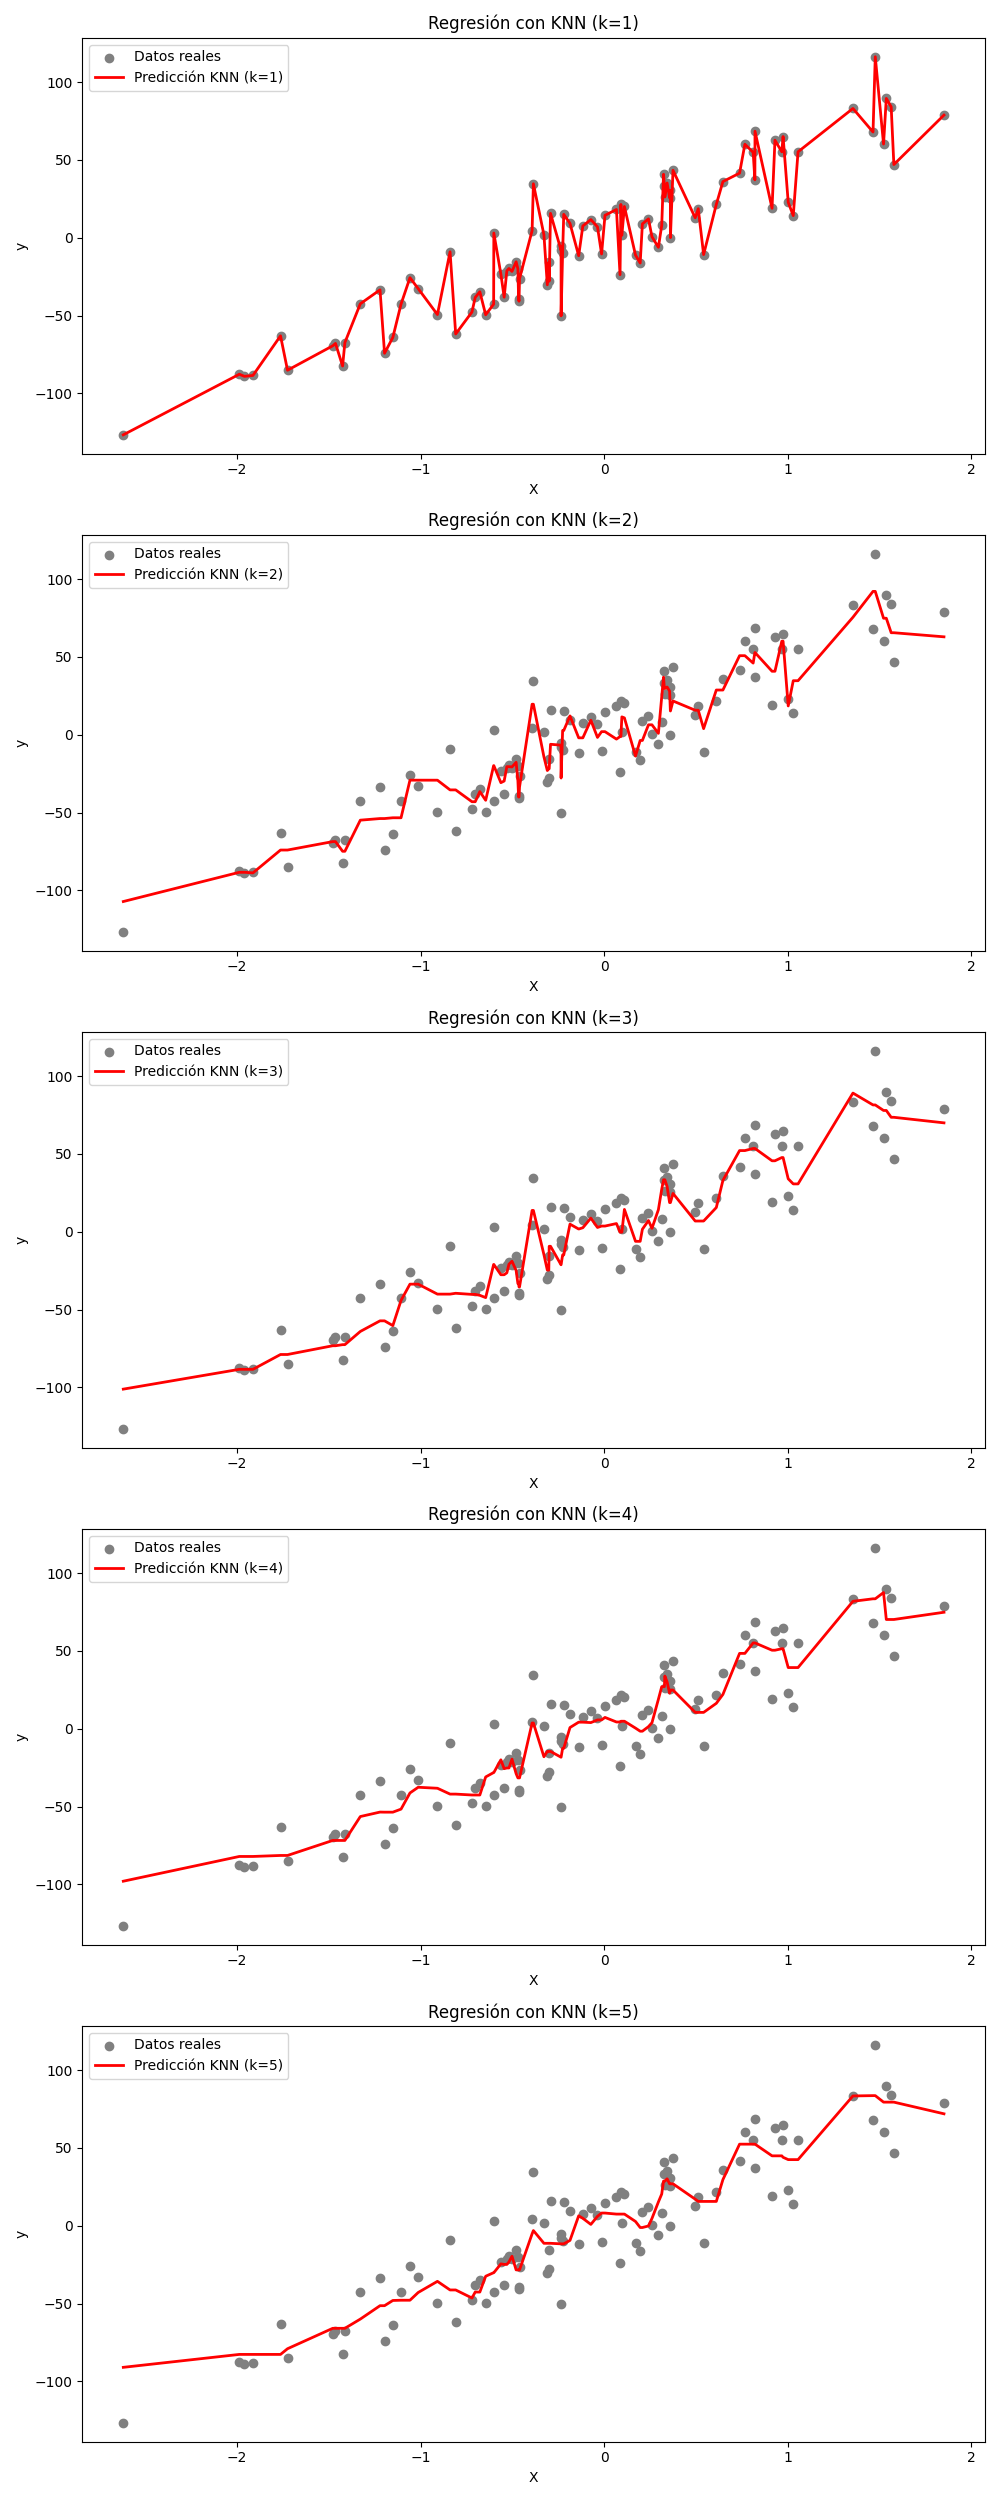 Regresión con KNN (k=1)
Datos reales
Predicción KNN (k=1)
100
50
0
−50
−100
y
−2
−1
0
1
2
X
Regresión con KNN (k=2)
Datos reales
Predicción KNN (k=2)
100
50
0
−50
−100
y
−2
−1
0
1
2
X
Regresión con KNN (k=3)
Datos reales
Predicción KNN (k=3)
100
50
0
−50
−100
y
−2
−1
0
1
2
X
Regresión con KNN (k=4)
Datos reales
Predicción KNN (k=4)
100
50
0
−50
−100
y
−2
−1
0
1
2
X
Regresión con KNN (k=5)
Datos reales
Predicción KNN (k=5)
100
50
0
−50
−100
y
−2
−1
0
1
2
X